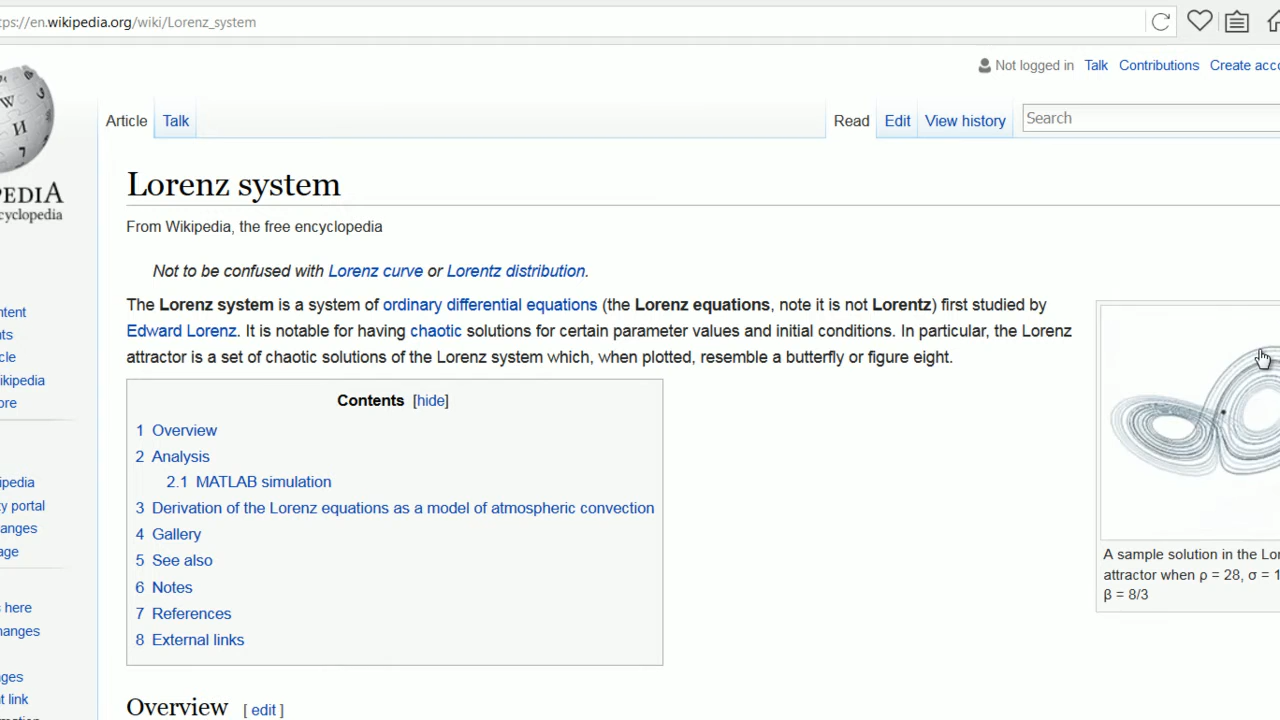 tps://en.wikipedia.org/wiki/Lorenz_system
Not logged in Talk Contributions Create acco
Article Talk Read Edit View history Search
W
И
7
PEDIA
cyclopedia
Lorenz system
From Wikipedia, the free encyclopedia
Not to be confused with Lorenz curve or Lorentz distribution.
The Lorenz system is a system of ordinary differential equations (the Lorenz equations, note it is not Lorentz) first studied by
Edward Lorenz. It is notable for having chaotic solutions for certain parameter values and initial conditions. In particular, the Lorenz
attractor is a set of chaotic solutions of the Lorenz system which, when plotted, resemble a butterfly or figure eight.
Contents [hide]
1 Overview
2 Analysis
2.1 MATLAB simulation
3 Derivation of the Lorenz equations as a model of atmospheric convection
4 Gallery
5 See also
6 Notes
7 References
8 External links
Overview [ edit ]
A sample solution in the Lor
attractor when ρ = 28, σ = 1
β = 8/3
ntent
nts
cle
ikipedia
ore
ipedia
ty portal
anges
age
s here
hanges
ges
t link